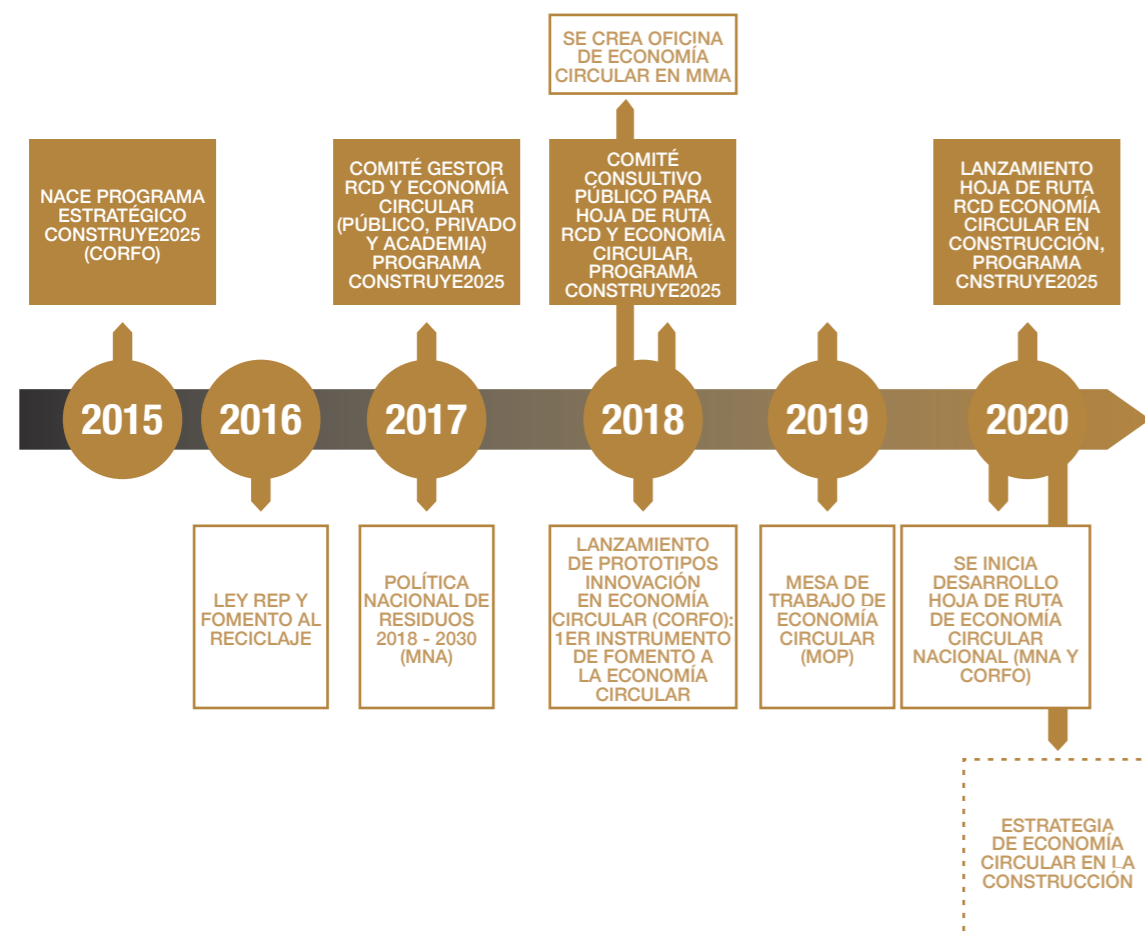 SE CREA OFICINA
DE ECONOMÍA
CIRCULAR EN MMA
NACE PROGRAMA
ESTRATÉGICO
CONSTRUYE2025
(CORFO)
COMITÉ GESTOR
RCD Y ECONOMÍA
CIRCULAR
(PÚBLICO, PRIVADO
Y ACADEMIA)
PROGRAMA
CONSTRUYE2025
COMITÉ
CONSULTIVO
PÚBLICO PARA
HOJA DE RUTA
RCD Y ECONOMÍA
CIRCULAR,
PROGRAMA
CONSTRUYE2025
LANZAMIENTO
HOJA DE RUTA
RCD ECONOMÍA
CIRCULAR EN
CONSTRUCCIÓN,
PROGRAMA
CNSTRUYE2025
2015
2016
2017
2018
2019
2020
LEY REP Y
FOMENTO AL
RECICLAJE
POLÍTICA
NACIONAL DE
RESIDUOS
2018 - 2030
(MNA)
LANZAMIENTO
DE PROTOTIPOS
INNOVACIÓN
EN ECONOMÍA
CIRCULAR (CORFO):
1ER INSTRUMENTO
DE FOMENTO A
LA ECONOMÍA
CIRCULAR
MESA DE
TRABAJO DE
ECONOMÍA
CIRCULAR
(MOP)
SE INICIA
DESARROLLO
HOJA DE RUTA
DE ECONOMÍA
CIRCULAR
NACIONAL (MNA Y
CORFO)
ESTRATEGIA
DE ECONOMÍA
CIRCULAR EN LA
CONSTRUCCIÓN